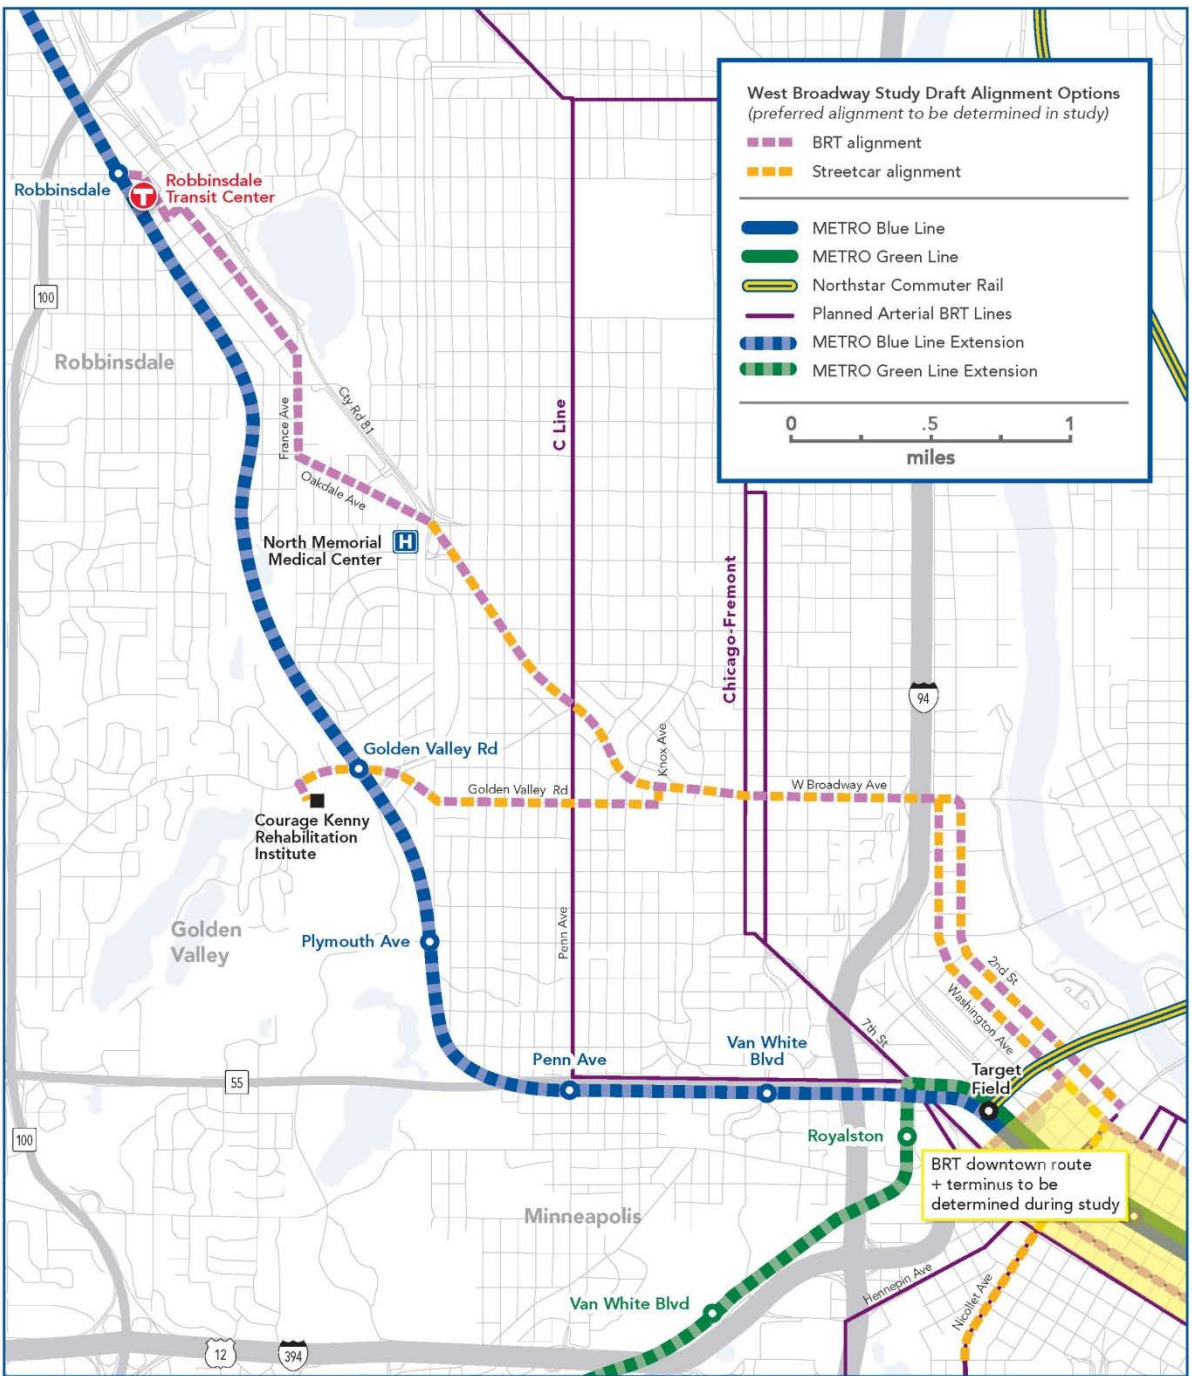 West Broadway Study Draft Alignment Options
(preferred alignment to be determined in study)
BRT alignment
Streetcar alignment
METRO Blue Line
METRO Green Line
Northstar Commuter Rail
Planned Arterial BRT Lines
METRO Blue Line Extension
METRO Green Line Extension
0 .5 1
miles
Robbinsdale
T
Robbinsdale
Transit Center
100
Robbinsdale
Cty Rd 81
France Ave
C Line
Oakdale Ave
North Memorial
Medical Center
H
Chicago-Fremont
94
Golden Valley Rd
Knox Ave
Golden Valley Rd
W Broadway Ave
Courage Kenny
Rehabilitation
Institute
Golden
Valley
Plymouth Ave
Penn Ave
2nd St
Washington Ave
7th St
Penn Ave
Van White
Blvd
Target
Field
55
100
Royalston
BRT downtown route
+ terminus to be
determined during study
Minneapolis
Hennepin Ave
Nicollet Ave
Van White Blvd
12
394